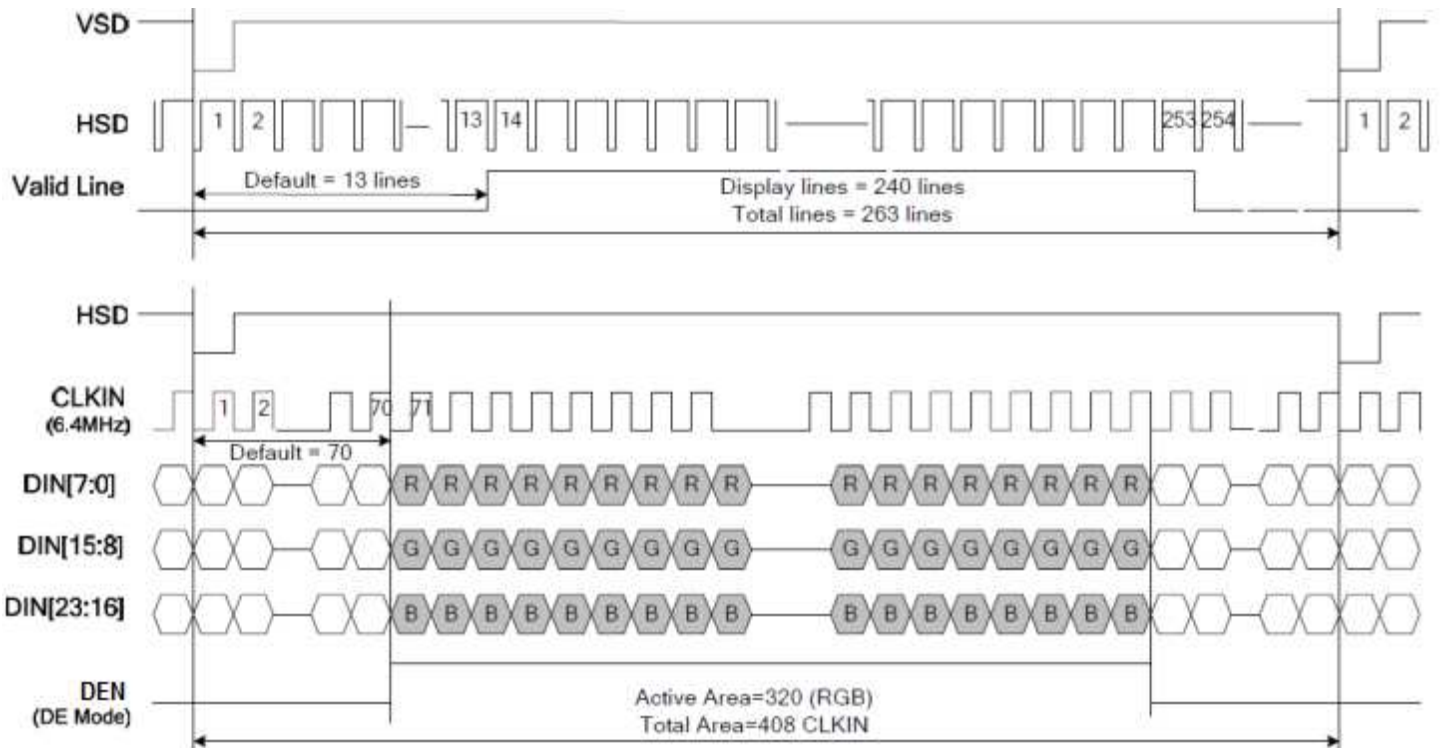 VSD
HSD 1 2 13 14 253 254 1 2
Valid Line Default = 13 lines Display lines = 240 lines
Total lines = 263 lines
HSD
CLKIN 1 2 70 71
(6.4MHz)
Default = 70
DIN[7:0] R R R R R R R R R R R R R R R R R
DIN[15:8] G G G G G G G G G G G G G G G G G
DIN[23:16] B B B B B B B B B B B B B B B B B
DEN Active Area=320 (RGB)
(DE Mode) Total Area=408 CLKIN